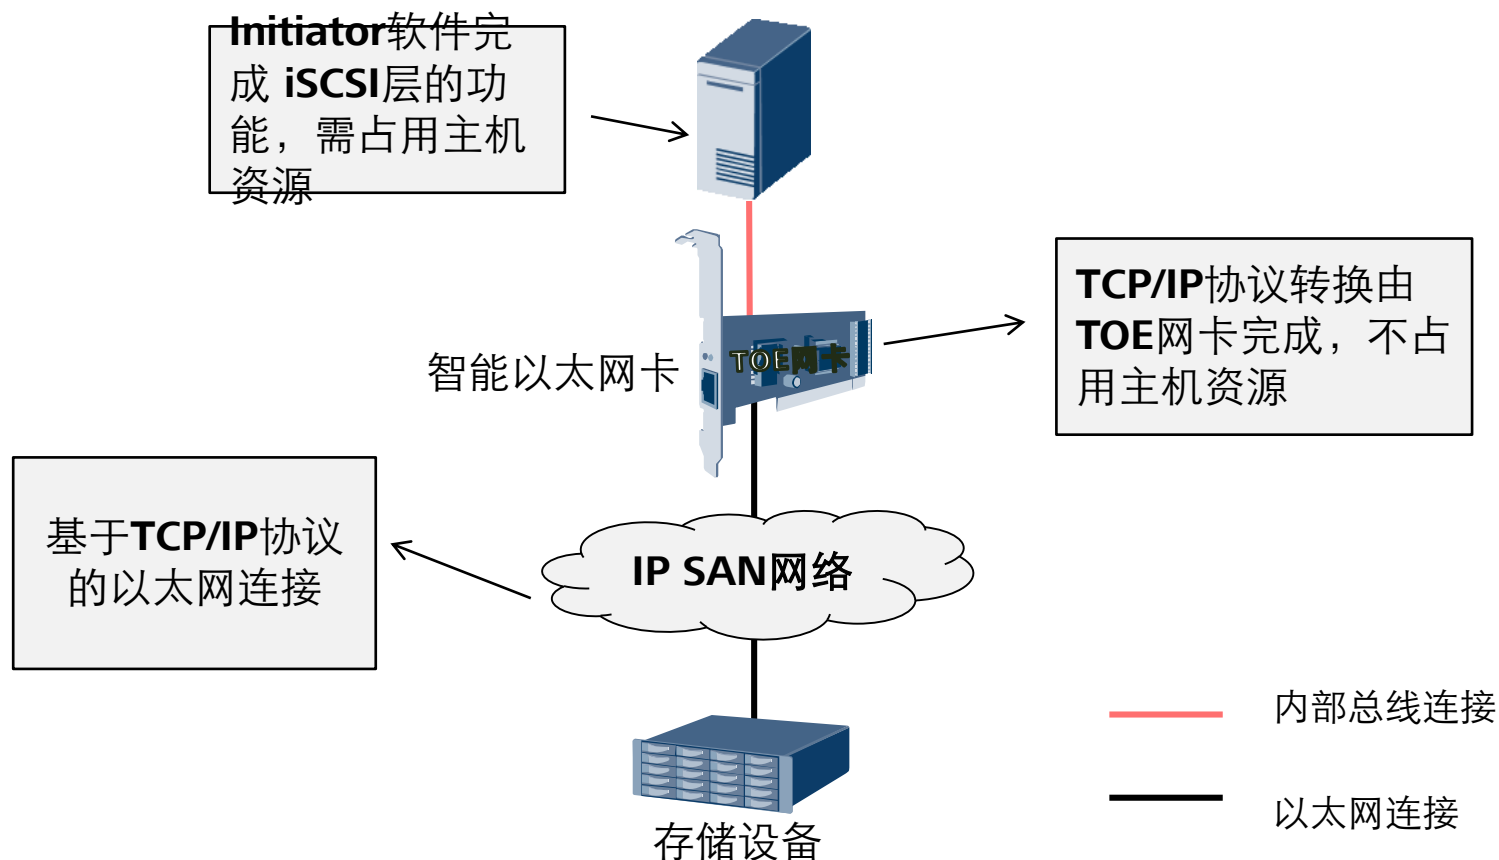 Initiator软件完
成 iSCSI层的功
能，需占用主机
资源
TCP/IP协议转换由
TOE网卡完成，不占
用主机资源
智能以太网卡
TOE网卡
基于TCP/IP协议
的以太网连接
IP SAN网络
内部总线连接
以太网连接
存储设备